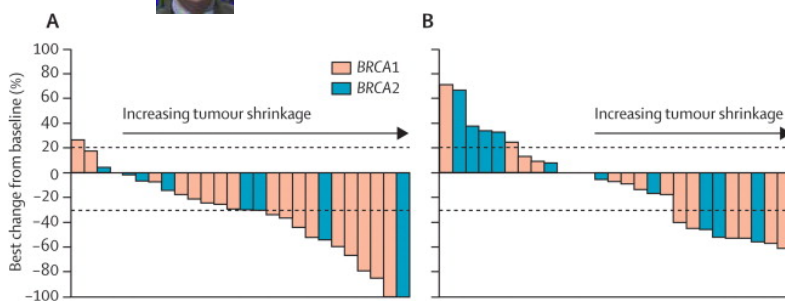 A
B
Best change from baseline (%)
100
80
60
40
20
0
−20
−40
−60
−80
−100
BRCA1
BRCA2
Increasing tumour shrinkage
Increasing tumour shrinkage